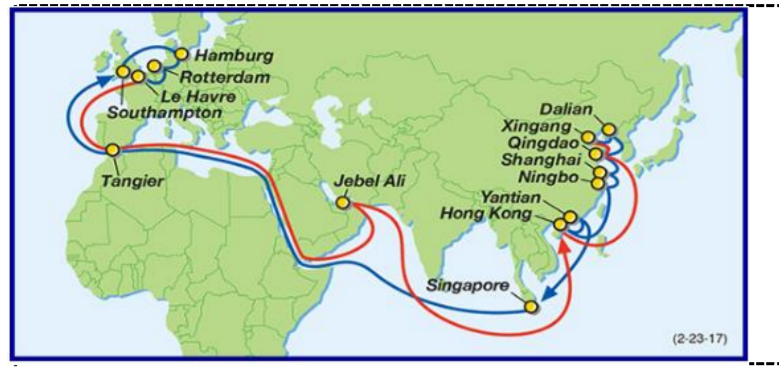 Hamburg
Rotterdam
Le Havre
Southampton
Tangier
Jebel Ali
Dalian
Xingang
Qingdao
Shanghai
Ningbo
Yantian
Hong Kong
Singapore
(2-23-17)